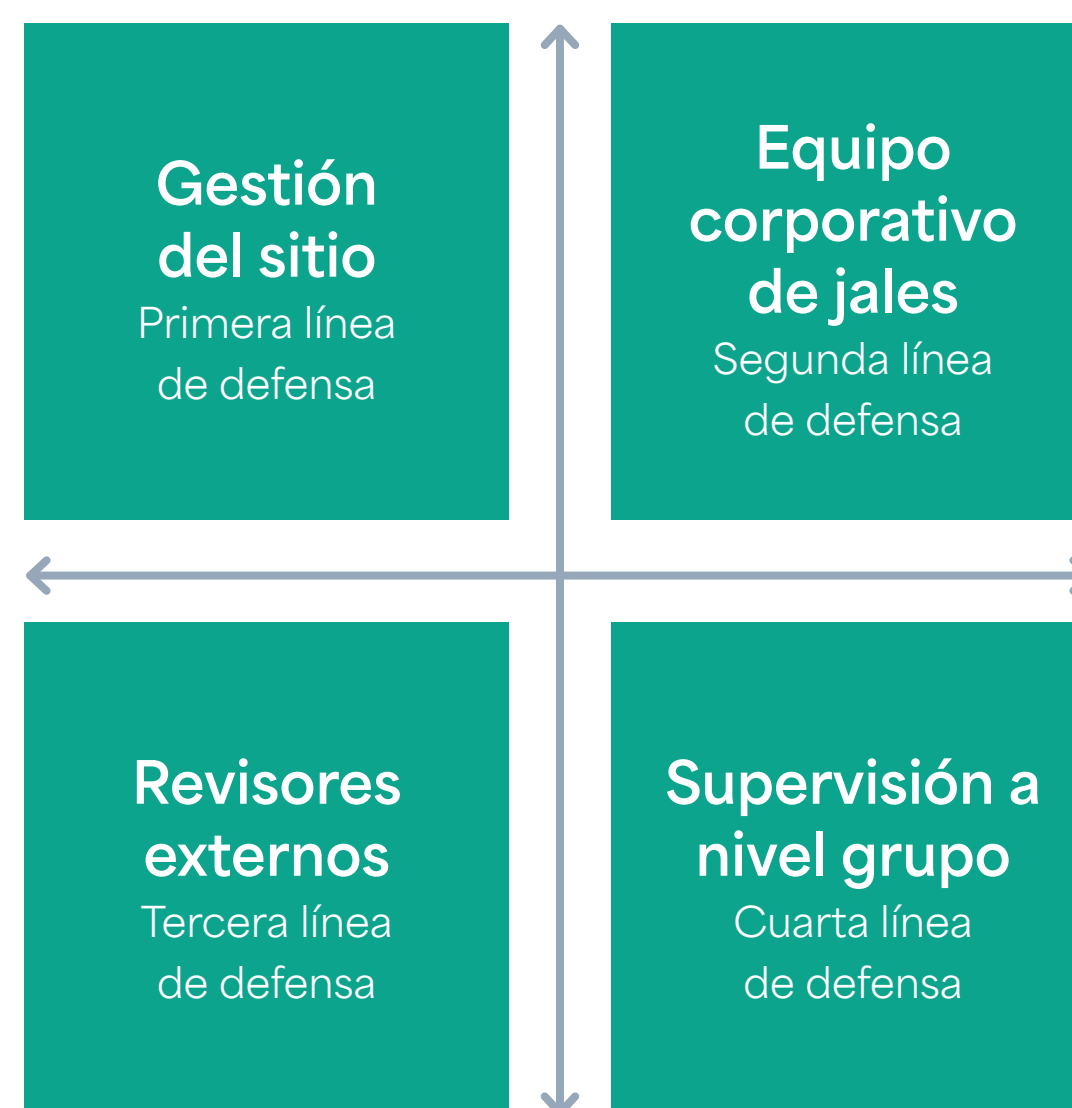 Gestión
del sitio
Primera línea
de defensa
Equipo
corporativo
de jales
Segunda línea
de defensa
Revisores
externos
Tercera línea
de defensa
Supervisión a
nivel grupo
Cuarta línea
de defensa